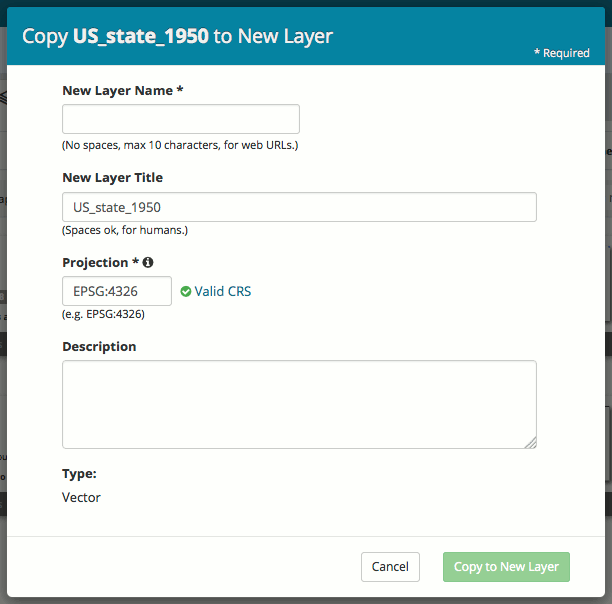 Copy US_state_1950 to New Layer
* Required
New Layer Name *
(No spaces, max 10 characters, for web URLs.)
New Layer Title
US_state_1950
(Spaces ok, for humans.)
Projection *
EPSG:4326 Valid CRS
(e.g. EPSG:4326)
Description
Type:
Vector
Cancel Copy to New Layer